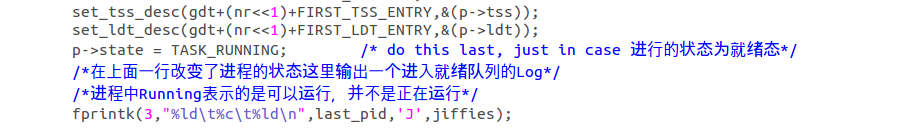 set_tss_desc(gdt+(nr<<1)+FIRST_TSS_ENTRY,&(p->tss));
set_ldt_desc(gdt+(nr<<1)+FIRST_LDT_ENTRY,&(p->ldt));
p->state = TASK_RUNNING;        /* do this last, just in case 进行的状态为就绪态*/
/*在上面一行改变了进程的状态这里输出一个进入就绪队列的Log*/
/*进程中Running表示的是可以运行，并不是正在运行*/
fprintk(3,"%ld\t%c\t%ld\n",last_pid,'J',jiffies);